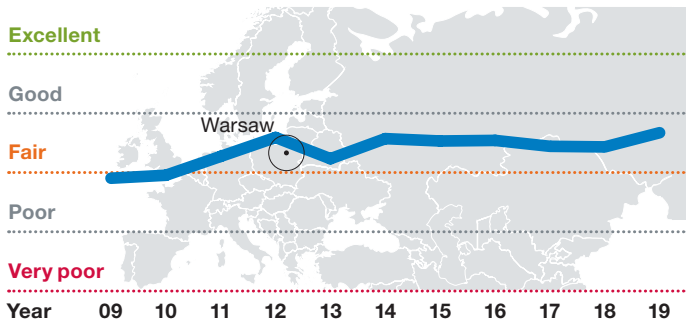 Excellent
Good
Warsaw
Fair
Poor
Very poor
Year 09 10 11 12 13 14 15 16 17 18 19